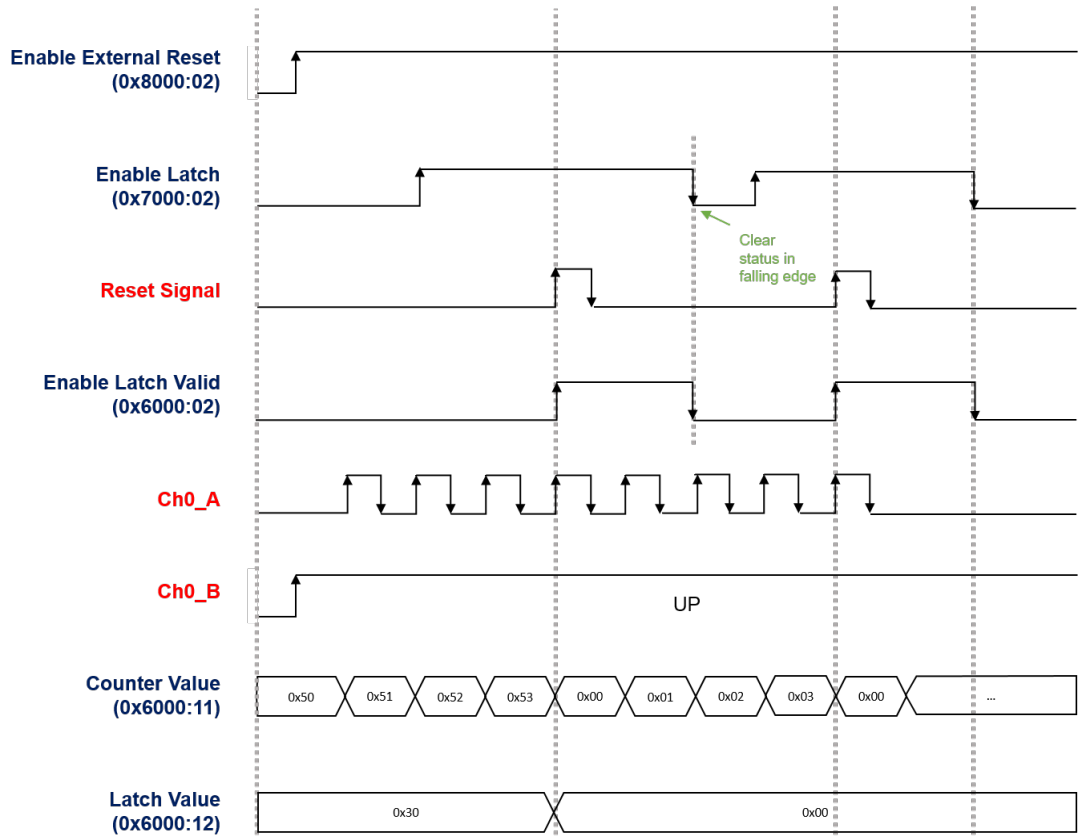 Enable External Reset
(0x8000:02)
Enable Latch
(0x7000:02)
Clear
status in
falling edge
Reset Signal
Enable Latch Valid
(0x6000:02)
Ch0_A
Ch0_B
UP
Counter Value
(0x6000:11)
0x50 0x51 0x52 0x53 0x00 0x01 0x02 0x03 0x00 ...
Latch Value
(0x6000:12)
0x30 0x00